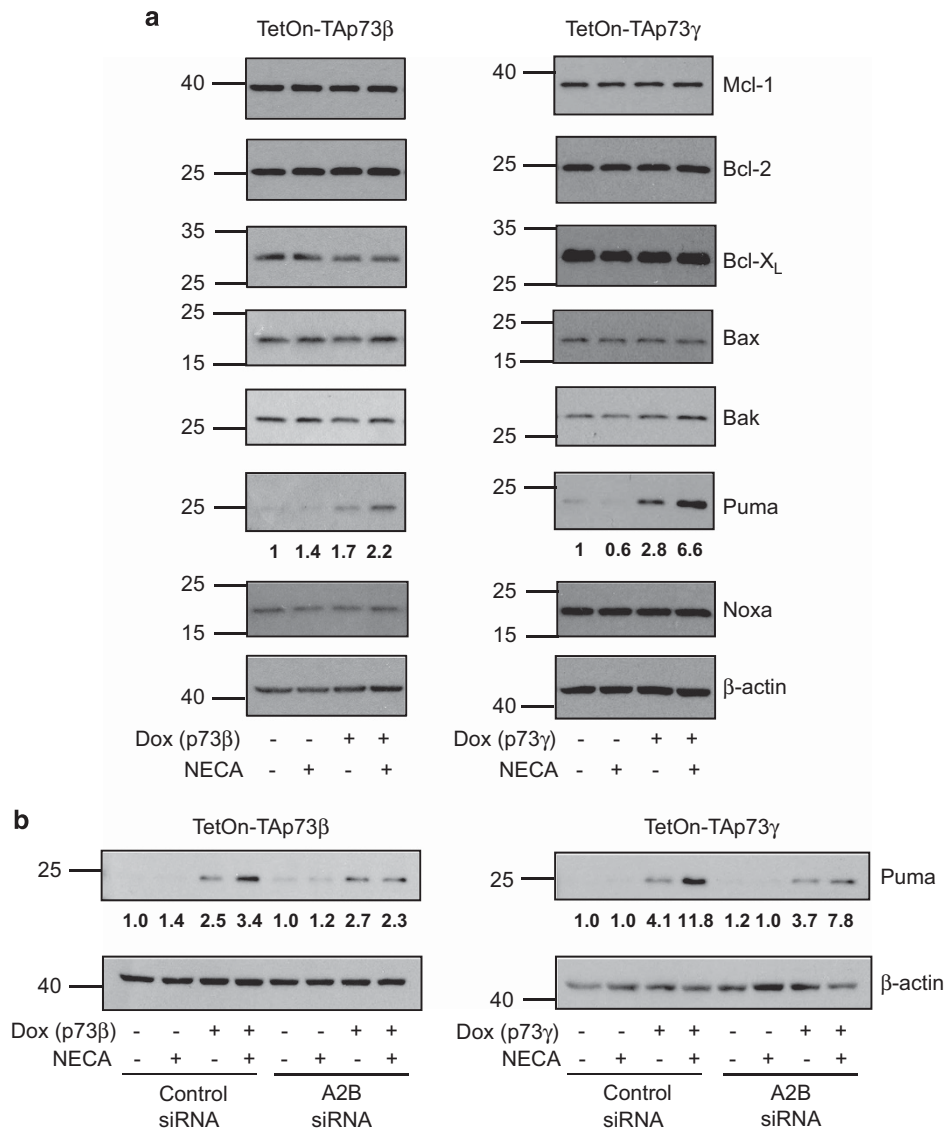 a
TetOn-TAp73β TetOn-TAp73γ
40 40 Mcl-1
25 25 Bcl-2
35 35
Bcl-XL
25 25
25 25
Bax
15 15
25 25 Bak
25 25 Puma
1 1.4 1.7 2.2 1 0.6 2.8 6.6
25 25
Noxa
15 15
40 40 β-actin
Dox (p73β) - - + + Dox (p73γ) - - + +
NECA - + - + NECA - + - +
b
TetOn-TAp73β TetOn-TAp73γ
25 25 Puma
1.0 1.4 2.5 3.4 1.0 1.2 2.7 2.3 1.0 1.0 4.1 11.8 1.2 1.0 3.7 7.8
40 40 β-actin
Dox (p73β) - - + + - - + + Dox (p73γ) - - + + - - + +
NECA - + - + - + - + NECA - + - + - + - +
Control A2B Control A2B
siRNA siRNA siRNA siRNA